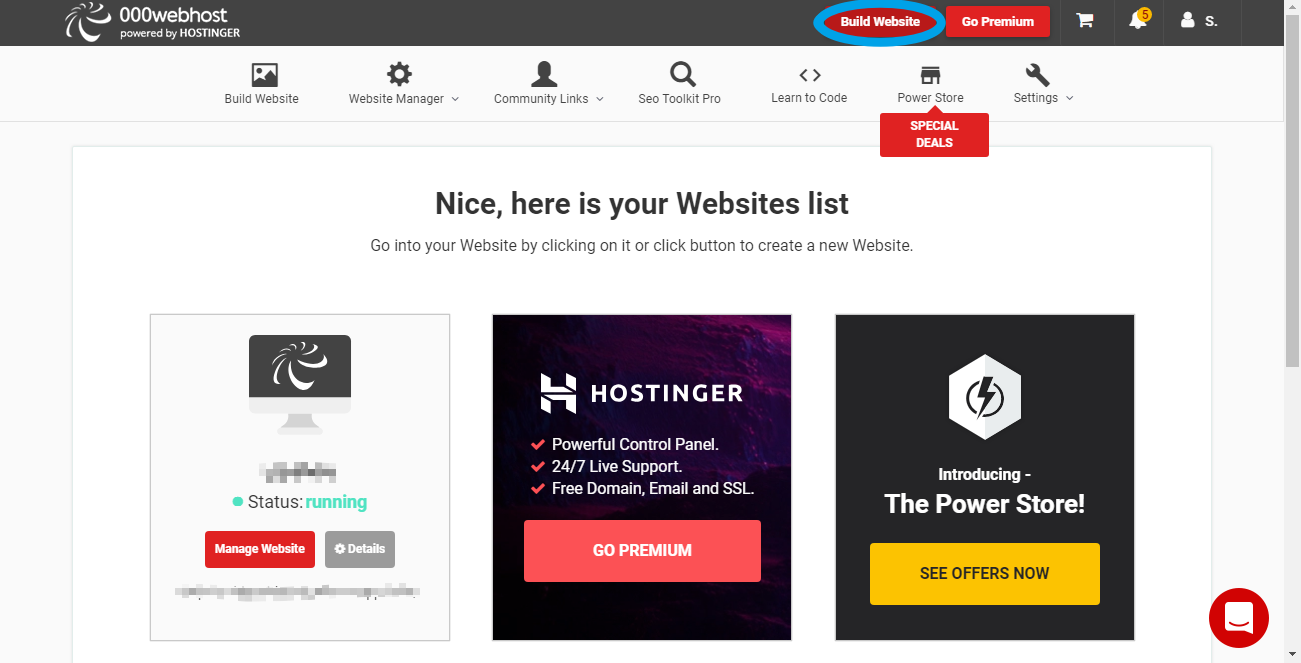 000webhost
powered by HOSTINGER
Build Website
Go Premium
5
S.
Build Website
Website Manager
Community Links
Seo Toolkit Pro
Learn to Code
Power Store
Settings
SPECIAL
DEALS
Nice, here is your Websites list
Go into your Website by clicking on it or click button to create a new Website.
Status: running
Manage Website
Details
HOSTINGER
Powerful Control Panel.
24/7 Live Support.
Free Domain, Email and SSL.
GO PREMIUM
Introducing -
The Power Store!
SEE OFFERS NOW